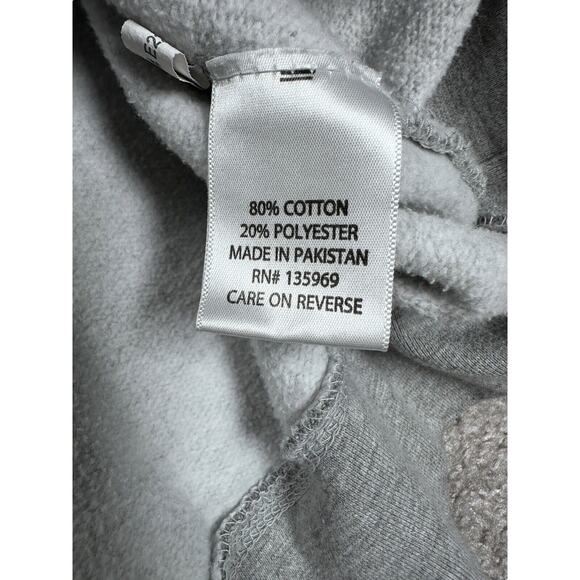 80% COTTON
20% POLYESTER
MADE IN PAKISTAN
RN# 135969
CARE ON REVERSE